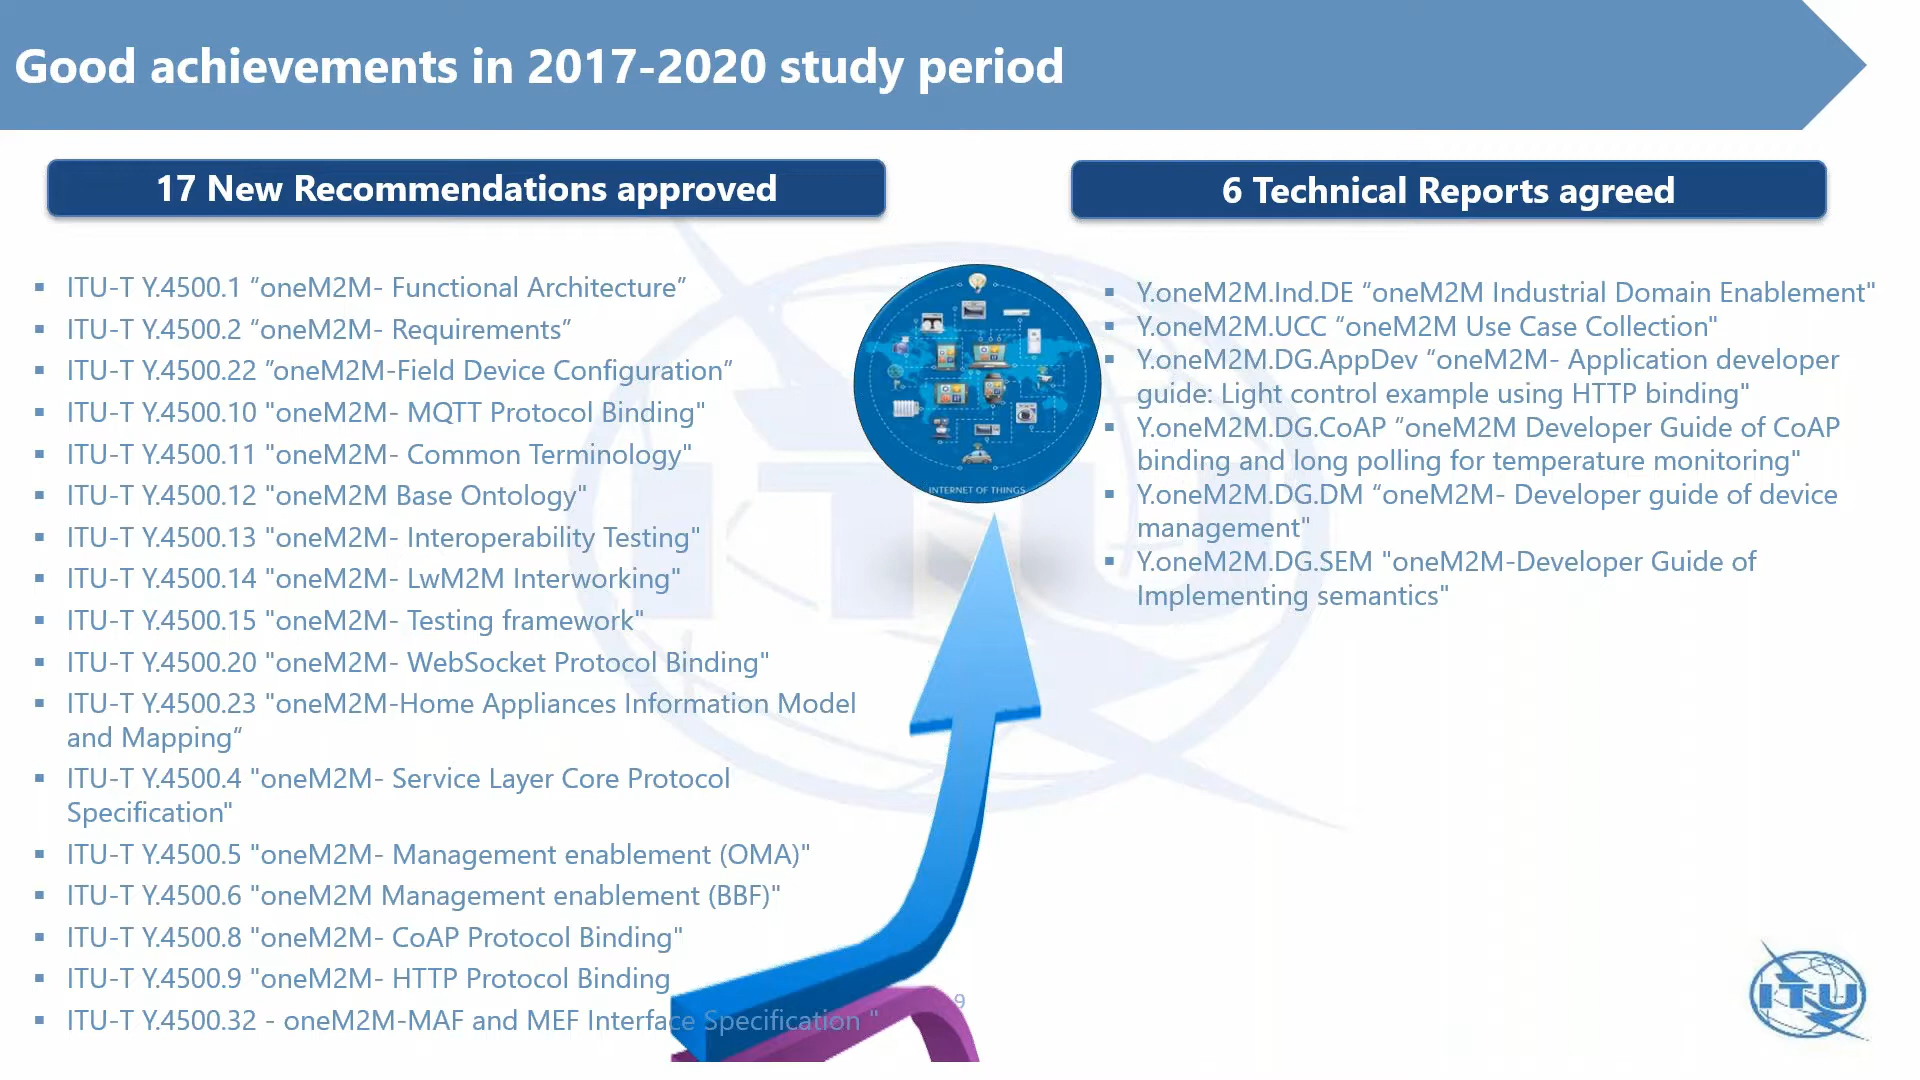 Good achievements in 2017-2020 study period
17 New Recommendations approved
▪ ITU-T Y.4500.1 “oneM2M- Functional Architecture”
▪ ITU-T Y.4500.2 “oneM2M- Requirements”
▪ ITU-T Y.4500.22 ”oneM2M-Field Device Configuration”
▪ ITU-T Y.4500.10 "oneM2M- MQTT Protocol Binding"
▪ ITU-T Y.4500.11 "oneM2M- Common Terminology"
▪ ITU-T Y.4500.12 "oneM2M Base Ontology"
▪ ITU-T Y.4500.13 "oneM2M- Interoperability Testing"
▪ ITU-T Y.4500.14 "oneM2M- LwM2M Interworking"
▪ ITU-T Y.4500.15 "oneM2M- Testing framework"
▪ ITU-T Y.4500.20 "oneM2M- WebSocket Protocol Binding"
▪ ITU-T Y.4500.23 "oneM2M-Home Appliances Information Model
and Mapping“
▪ ITU-T Y.4500.4 "oneM2M- Service Layer Core Protocol
Specification"
▪ ITU-T Y.4500.5 "oneM2M- Management enablement (OMA)"
▪ ITU-T Y.4500.6 "oneM2M Management enablement (BBF)"
▪ ITU-T Y.4500.8 "oneM2M- CoAP Protocol Binding"
▪ ITU-T Y.4500.9 "oneM2M- HTTP Protocol Binding
▪ ITU-T Y.4500.32 - oneM2M-MAF and MEF Interface Specification "
INTERNET OF THINGS
6 Technical Reports agreed
▪ Y.oneM2M.Ind.DE “oneM2M Industrial Domain Enablement"
▪ Y.oneM2M.UCC “oneM2M Use Case Collection"
▪ Y.oneM2M.DG.AppDev “oneM2M- Application developer
guide: Light control example using HTTP binding"
▪ Y.oneM2M.DG.CoAP “oneM2M Developer Guide of CoAP
binding and long polling for temperature monitoring"
▪ Y.oneM2M.DG.DM “oneM2M- Developer guide of device
management"
▪ Y.oneM2M.DG.SEM "oneM2M-Developer Guide of
Implementing semantics"
9
ITU
ITU